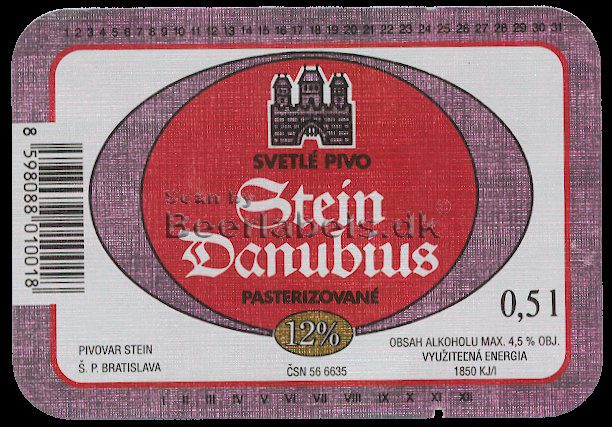 1 2 3 4 5 6 7 8 9 10 11 12 13 14 15 16 17 18 19 20 21 22 23 24 25 26 27 28 29 30 31
SVETLÉ PIVO
Scan by
Beerlabels.dk®
Stein
Danubius
PASTERIZOVANÉ
12%
0,5 l
8 598088 010018
PIVOVAR STEIN
Š. P. BRATISLAVA
ČSN 56 6635
OBSAH ALKOHOLU MAX. 4,5 % OBJ.
VYUŽITEĽNÁ ENERGIA
1850 KJ/l
I II III IV V VI VII VIII IX X XI XII